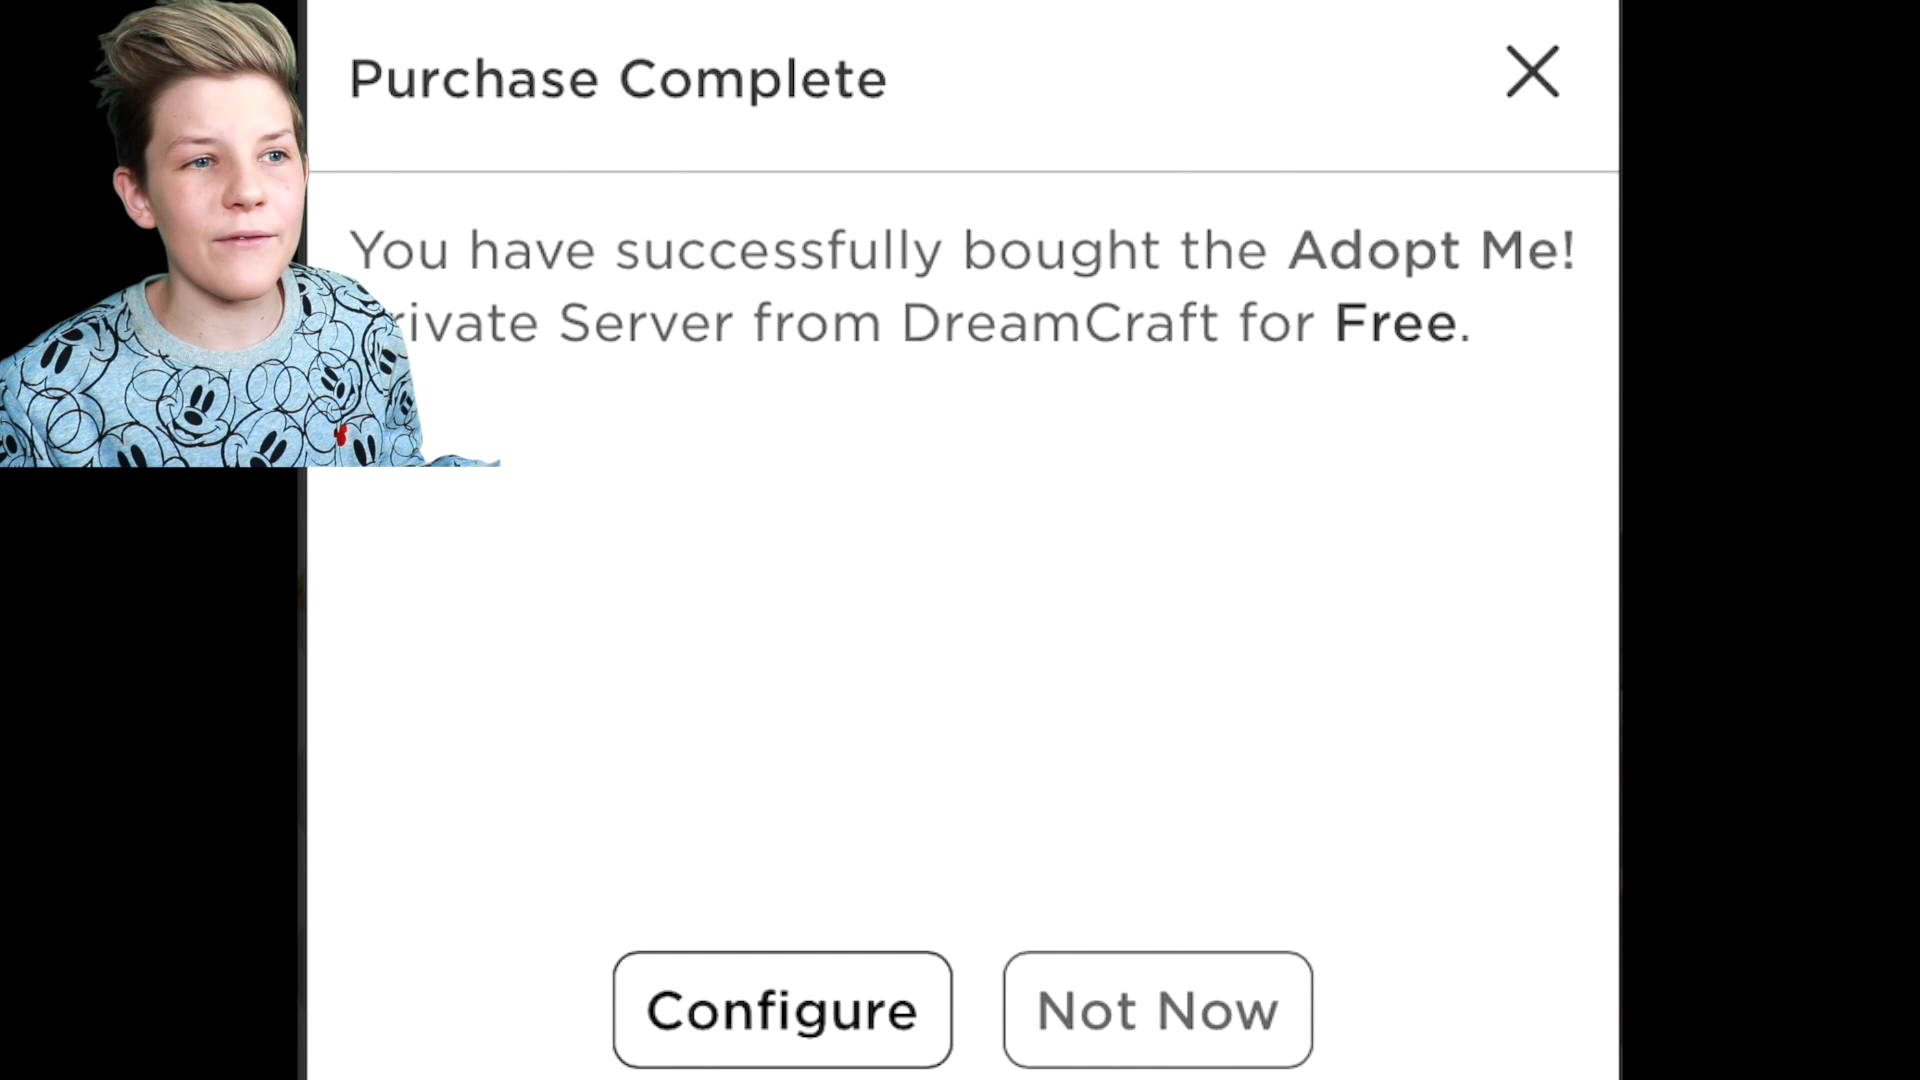 Purchase Complete
You have successfully bought the Adopt Me!
rivate Server from DreamCraft for Free.
Configure
Not Now